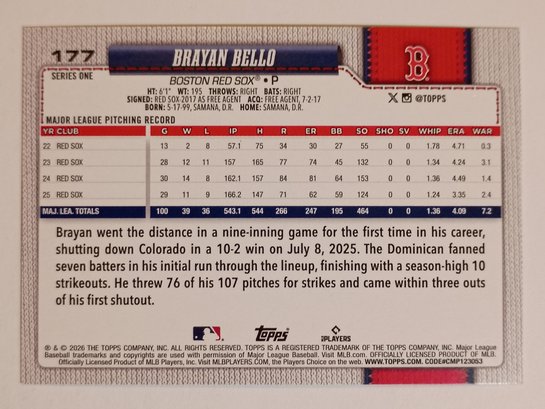 177
SERIES ONE
BRAYAN BELLO
BOSTON RED SOX® • P
HT: 6'1" WT: 195 THROWS: RIGHT BATS: RIGHT
SIGNED: RED SOX-2017 AS FREE AGENT ACQ: FREE AGENT, 7-2-17
BORN: 5-17-99, SAMANA, D.R. HOME: SAMANA, D.R.
B
X @TOPPS
MAJOR LEAGUE PITCHING RECORD
YR CLUB G W L IP H R ER BB SO SHO SV WHIP ERA WAR
22 RED SOX 13 2 8 57.1 75 34 30 27 55 0 0 1.78 4.71 0.3
23 RED SOX 28 12 11 157 165 77 74 45 132 0 0 1.34 4.24 3.1
24 RED SOX 30 14 8 162.1 157 84 81 64 153 0 0 1.36 4.49 1.4
25 RED SOX 29 11 9 166.2 147 71 62 59 124 0 0 1.24 3.35 2.4
MAJ. LEA. TOTALS 100 39 36 543.1 544 266 247 195 464 0 0 1.36 4.09 7.2
Brayan went the distance in a nine-inning game for the first time in his career,
shutting down Colorado in a 10-2 win on July 8, 2025. The Dominican fanned
seven batters in his initial run through the lineup, finishing with a season-high 10
strikeouts. He threw 76 of his 107 pitches for strikes and came within three outs
of his first shutout.
topps
PLAYERS
® & © 2026 THE TOPPS COMPANY, INC. ALL RIGHTS RESERVED. TOPPS IS A REGISTERED TRADEMARK OF THE TOPPS COMPANY, INC. Major League
Baseball trademarks and copyrights are used with permission of Major League Baseball. Visit MLB.com. OFFICIALLY LICENSED PRODUCT OF MLB.
Officially Licensed Product of MLB Players, Inc. Visit MLBPLAYERS.COM, the Players Choice on the web. WWW.TOPPS.COM. CODE#CMP123053